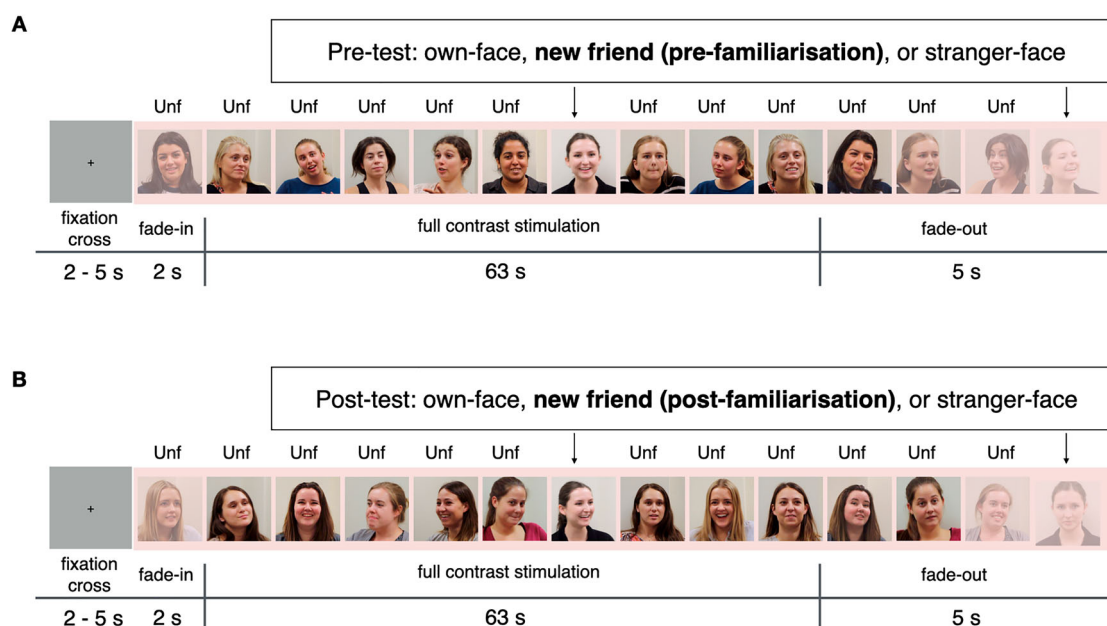 A
Pre-test: own-face, new friend (pre-familiarisation), or stranger-face
Unf Unf Unf Unf Unf Unf Unf Unf Unf Unf Unf Unf
+
fixation
cross
fade-in
full contrast stimulation
fade-out
2 - 5 s 2 s 63 s 5 s
B
Post-test: own-face, new friend (post-familiarisation), or stranger-face
Unf Unf Unf Unf Unf Unf Unf Unf Unf Unf Unf Unf
+
fixation
cross
fade-in
full contrast stimulation
fade-out
2 - 5 s 2 s 63 s 5 s